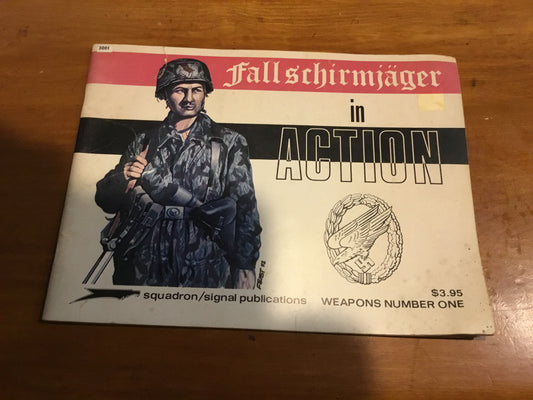 3001
Fallschirmjäger
in
ACTION
$3.95
squadron/signal publications WEAPONS NUMBER ONE